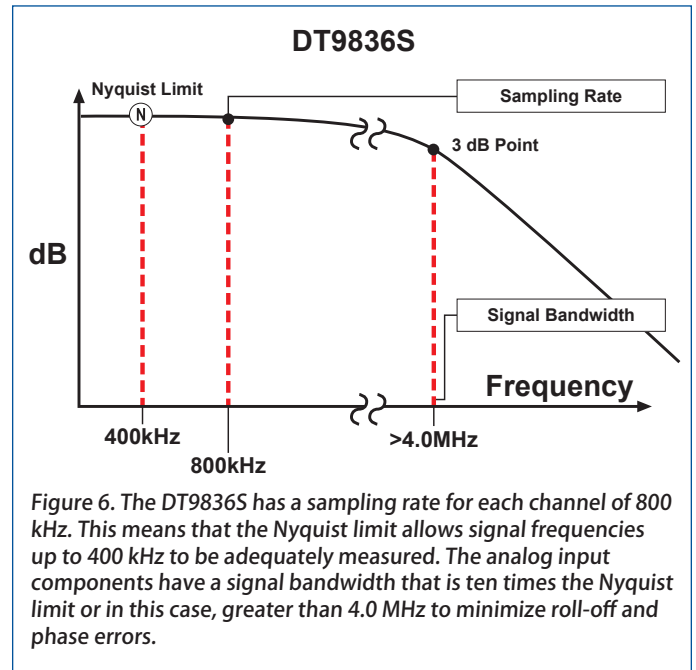 DT9836S
Nyquist Limit
N
Sampling Rate
3 dB Point
dB
Signal Bandwidth
Frequency
400kHz
800kHz
>4.0MHz
Figure 6. The DT9836S has a sampling rate for each channel of 800
kHz. This means that the Nyquist limit allows signal frequencies
up to 400 kHz to be adequately measured. The analog input
components have a signal bandwidth that is ten times the Nyquist
limit or in this case, greater than 4.0 MHz to minimize roll-off and
phase errors.